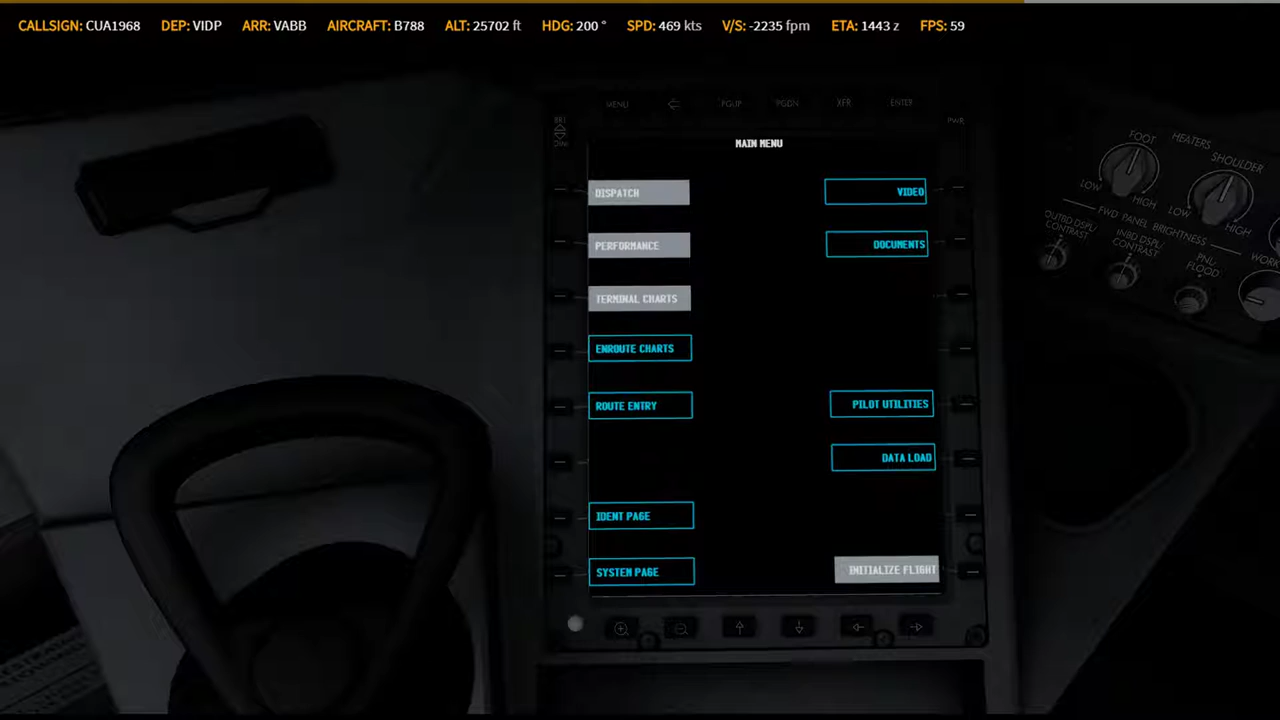 CALLSIGN: CUA1968 DEP: VIDP ARR: VABB AIRCRAFT: B788 ALT: 25702 ft HDG: 200 ° SPD: 469 kts V/S: -2235 fpm ETA: 1443 z FPS: 59
MENU PGUP PGDN XFR ENTER
BRT PWR
DIM
MAIN MENU
DISPATCH VIDEO
PERFORMANCE DOCUMENTS
TERMINAL CHARTS
ENROUTE CHARTS
ROUTE ENTRY PILOT UTILITIES
DATA LOAD
IDENT PAGE
SYSTEM PAGE INITIALIZE FLIGHT
HEATERS
FOOT SHOULDER
LOW HIGH LOW HIGH
FWD PANEL BRIGHTNESS
OUTBD DSPL/ CONTRAST
INBD DSPL/ CONTRAST
PNL/ FLOOD